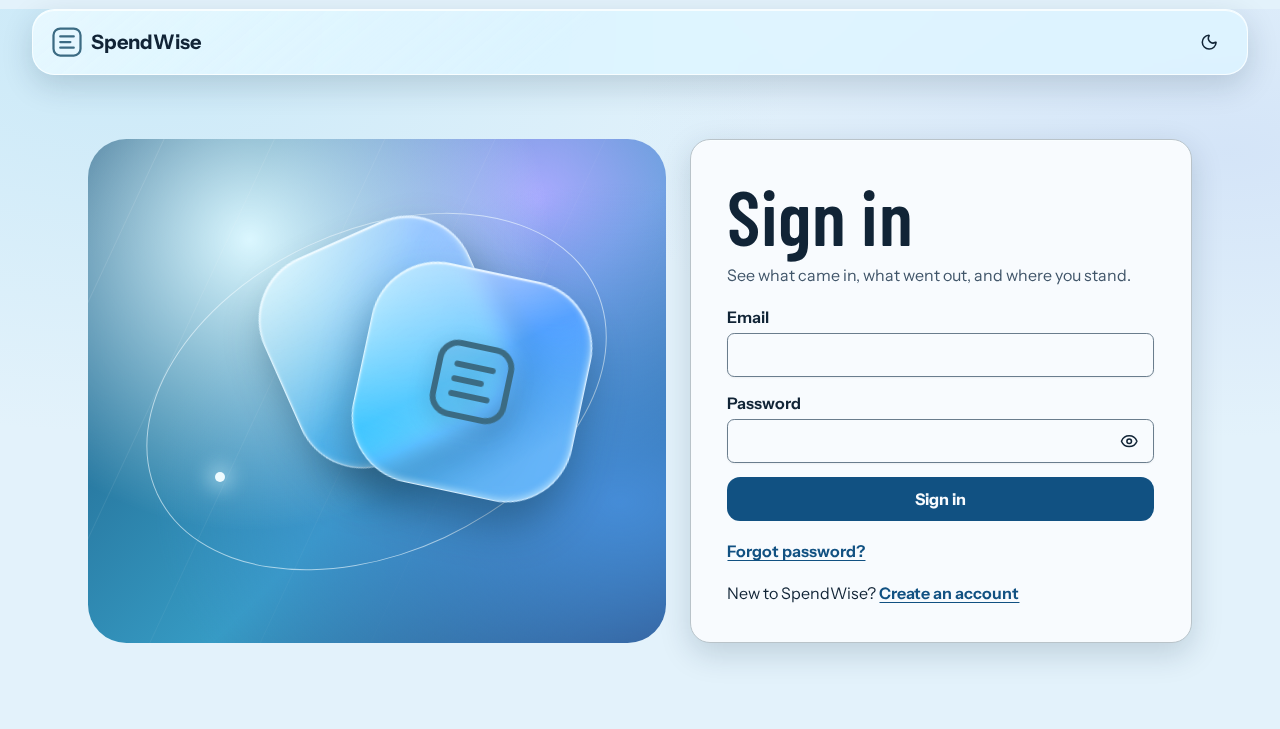 SpendWise
Sign in
See what came in, what went out, and where you stand.
Email
Password
Sign in
Forgot password?
New to SpendWise? Create an account